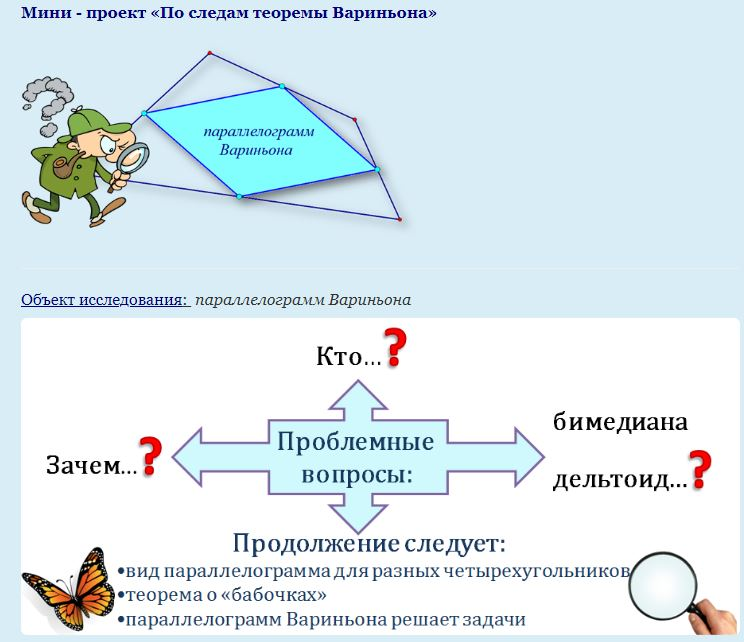 Мини - проект «По следам теоремы Вариньона»
параллелограмм
Вариньона
Объект исследования: параллелограмм Вариньона
Кто...?
Зачем...?
Проблемные
вопросы:
бимедиана
дельтоид...?
Продолжение следует:
•вид параллелограмма для разных четырехугольников
•теорема о «бабочках»
•параллелограмм Вариньона решает задачи